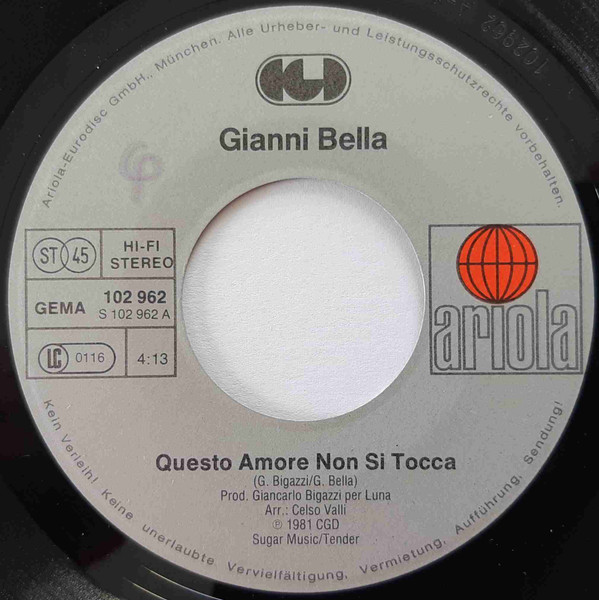 Ariola-Eurodisc GmbH., München. Alle Urheber- und Leistungsschutzrechte vorbehalten.
CGD
Gianni Bella
ST 45
HI-FI
STEREO
GEMA
102 962
S 102 962 A
LC 0116
4:13
ariola
Questo Amore Non Si Tocca
(G. Bigazzi/G. Bella)
Prod. Giancarlo Bigazzi per Luna
Arr.: Celso Valli
℗ 1981 CGD
Sugar Music/Tender
Kein Verleih! Keine unerlaubte Vervielfältigung, Vermietung, Aufführung, Sendung!